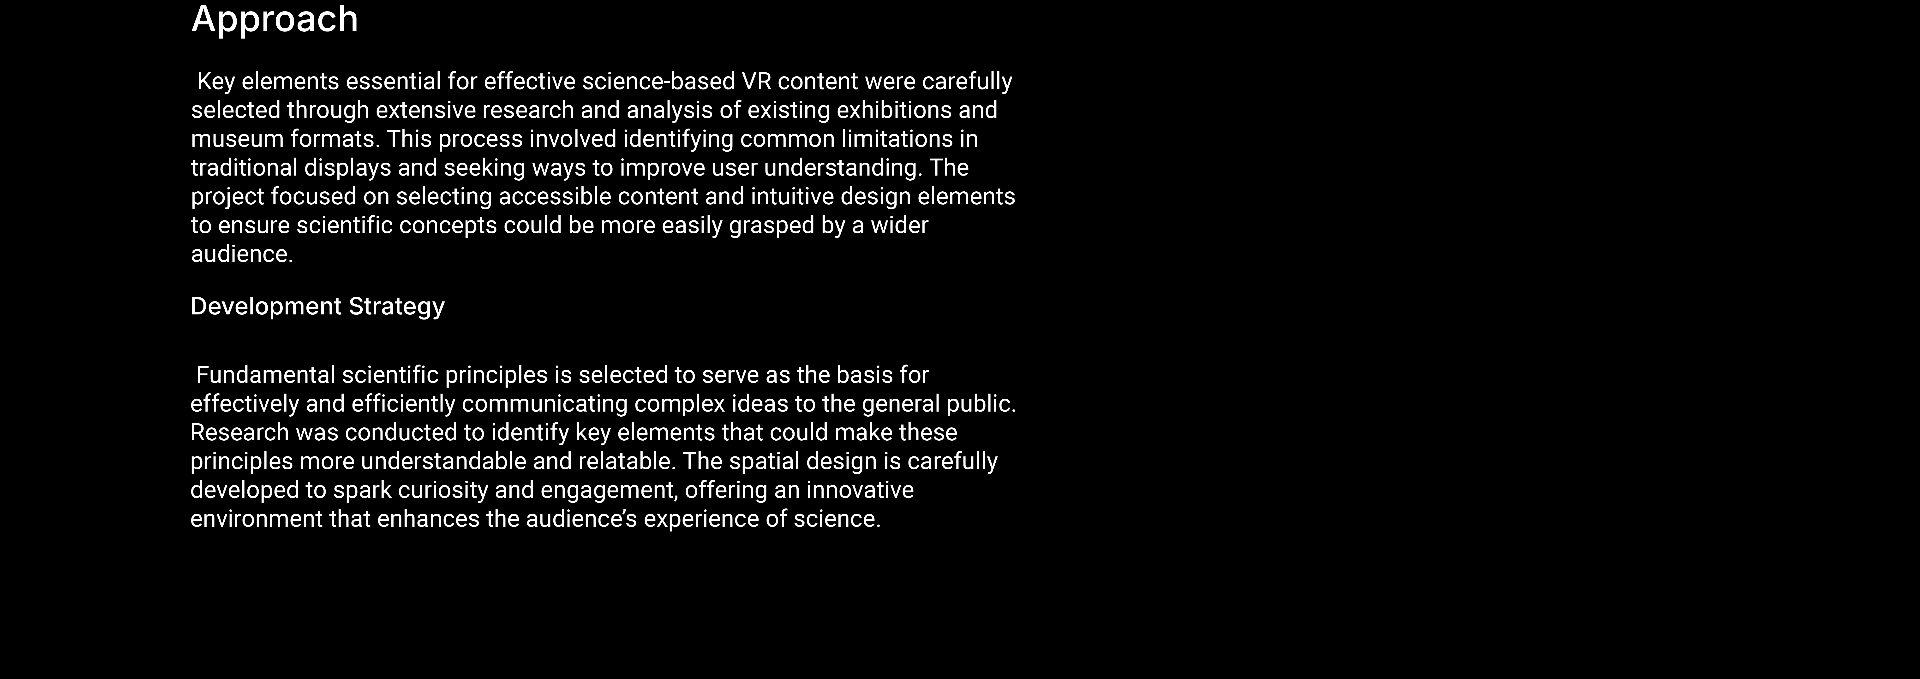 Approach
Key elements essential for effective science-based VR content were carefully
selected through extensive research and analysis of existing exhibitions and
museum formats. This process involved identifying common limitations in
traditional displays and seeking ways to improve user understanding. The
project focused on selecting accessible content and intuitive design elements
to ensure scientific concepts could be more easily grasped by a wider
audience.
Development Strategy
Fundamental scientific principles is selected to serve as the basis for
effectively and efficiently communicating complex ideas to the general public.
Research was conducted to identify key elements that could make these
principles more understandable and relatable. The spatial design is carefully
developed to spark curiosity and engagement, offering an innovative
environment that enhances the audience’s experience of science.